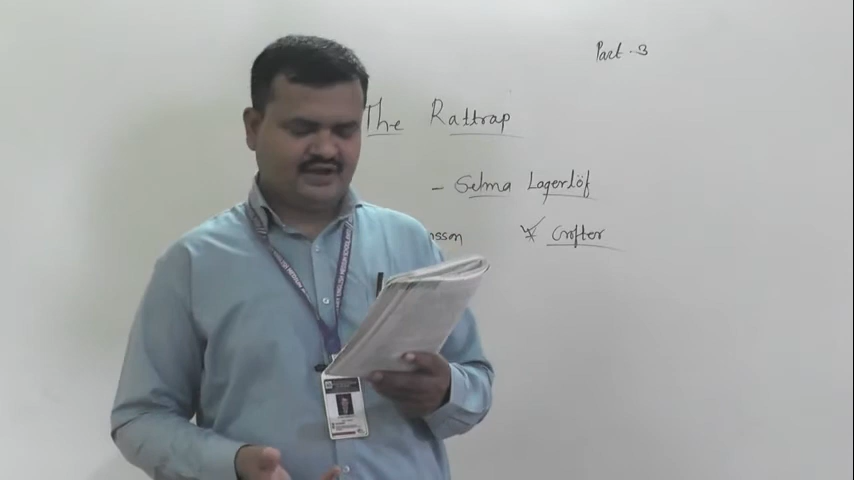 Part - 3
The Rattrap
- Selma Lagerlöf
Crofter